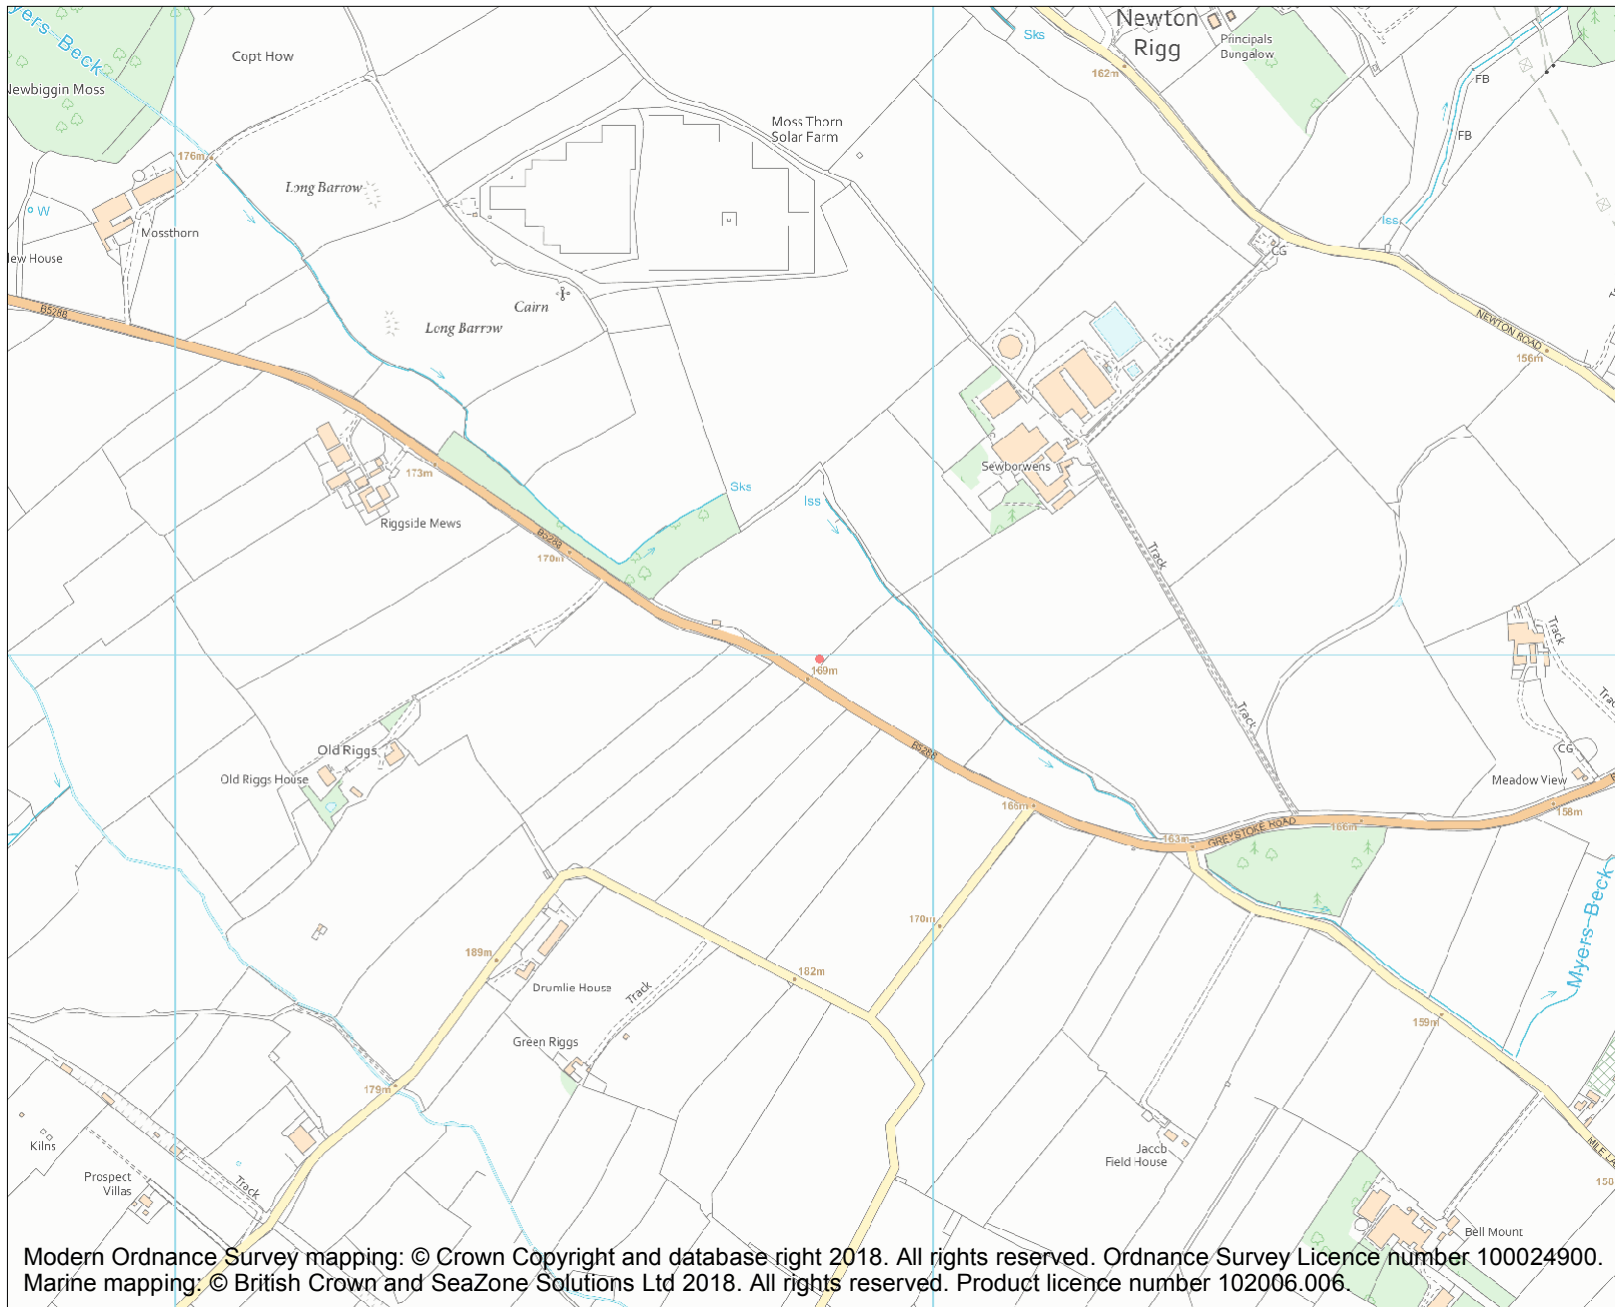 yers Beck
Copt How
Newbiggin Moss
Sks
Newton
Rigg
Principals
Bungalow
162m
FB
FB
Moss Thorn
Solar Farm
176m
Long Barrow
W
Mossthorn
lew House
Iss
CG
B5288
Cairn
Long Barrow
NEWTON ROAD
156m
173m
Riggside Mews
Sewborwens
Sks
Iss
B5288
170m
Track
Track
169m
Track
Trac
Old Riggs
Old Riggs House
B5288
CG
Meadow View
166m
163m
GREYSTOKE ROAD
166m
158m
Myers Beck
170m
189m
182m
Drumlie House
Track
159m
Green Riggs
179m
Kilns
Prospect
Villas
Track
Jacob
Field House
MILE LA
150
Bell Mount
Modern Ordnance Survey mapping: © Crown Copyright and database right 2018. All rights reserved. Ordnance Survey Licence number 100024900.
Marine mapping: © British Crown and SeaZone Solutions Ltd 2018. All rights reserved. Product licence number 102006.006.